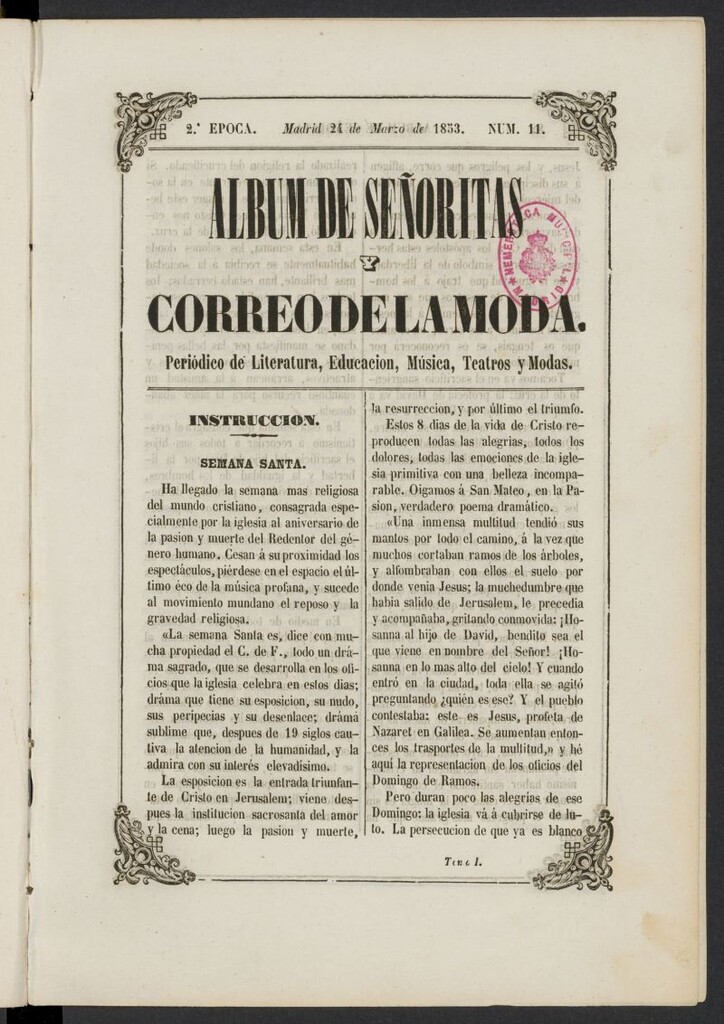 2.ª EPOCA. Madrid 24 de Marzo de 1853. NUM. 11.
ALBUM DE SEÑORITAS
Y
CORREO DE LA MODA.
Periódico de Literatura, Educacion, Música, Teatros y Modas.
INSTRUCCION.
SEMANA SANTA.
Ha llegado la semana mas religiosa
del mundo cristiano, consagrada espe-
cialmente por la iglesia al aniversario de
la pasion y muerte del Redentor del gé-
nero humano. Cesan á su proximidad los
espectáculos, piérdese en el espacio el úl-
timo éco de la música profana, y sucede
al movimiento mundano el reposo y la
gravedad religiosa.
«La semana Santa es, dice con mu-
cha propiedad el C. de F., todo un drá-
ma sagrado, que se desarrolla en los ofi-
cios que la iglesia celebra en estos dias;
dráma que tiene su esposicion, su nudo,
sus peripecias y su desenlace; dráma
sublime que, despues de 19 siglos cau-
tiva la atencion de la humanidad, y la
admira con su interés elevadísimo.
La esposicion es la entrada triunfan-
te de Cristo en Jerusalem; viene des-
pues la institucion sacrosanta del amor
y la cena; luego la pasion y muerte,
la resurreccion, y por último el triunfo.
Estos 8 dias de la vida de Cristo re-
producen todas las alegrias, todos los
dolores, todas las emociones de la igle-
sia primitiva con una belleza incompa-
rable. Oigamos á San Mateo, en la Pa-
sion, verdadero poema dramático.
«Una inmensa multitud tendió sus
mantos por todo el camino, á la vez que
muchos cortaban ramos de los árboles,
y alfombraban con ellos el suelo por
donde venia Jesus; la muchedumbre que
habia salido de Jerusalem, le precedia
y acompañaba, gritando conmovida: ¡Ho-
sanna al hijo de David, bendito sea el
que viene en nombre del Señor! ¡Ho-
sanna en lo mas alto del cielo! Y cuando
entró en la ciudad, toda ella se agitó
preguntando ¿quién es ese? Y el pueblo
contestaba: este es Jesus, profeta de
Nazaret en Galilea. Se aumentan enton-
ces los trasportes de la multitud,» y hé
aquí la representacion de los oficios del
Domingo de Ramos.
Pero duran poco las alegrias de ese
Domingo: la iglesia vá á cubrirse de lu-
to. La persecucion de que ya es blanco
Tomo I.
HEMEROTECA MUNICIPAL
MADRID